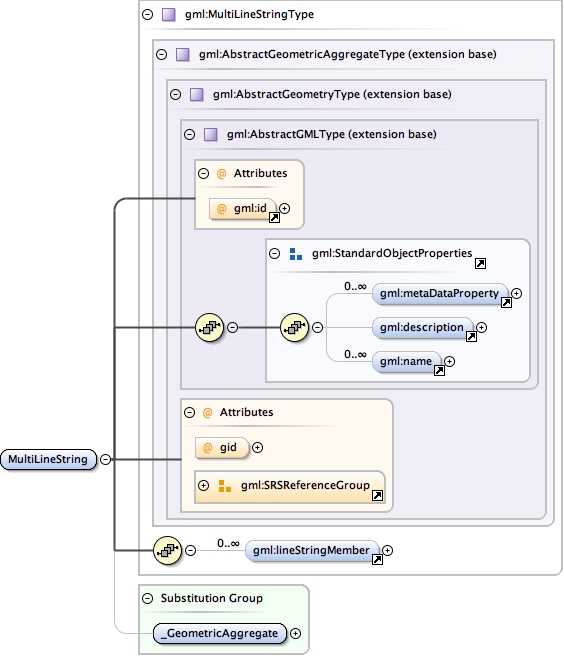 gml:MultiLineStringType
gml:AbstractGeometricAggregateType (extension base)
gml:AbstractGeometryType (extension base)
gml:AbstractGMLType (extension base)
@ Attributes
@ gml:id
gml:StandardObjectProperties
0..∞
gml:metaDataProperty
gml:description
0..∞
gml:name
@ Attributes
@ gid
MultiLineString
gml:SRSReferenceGroup
0..∞
gml:lineStringMember
Substitution Group
_GeometricAggregate